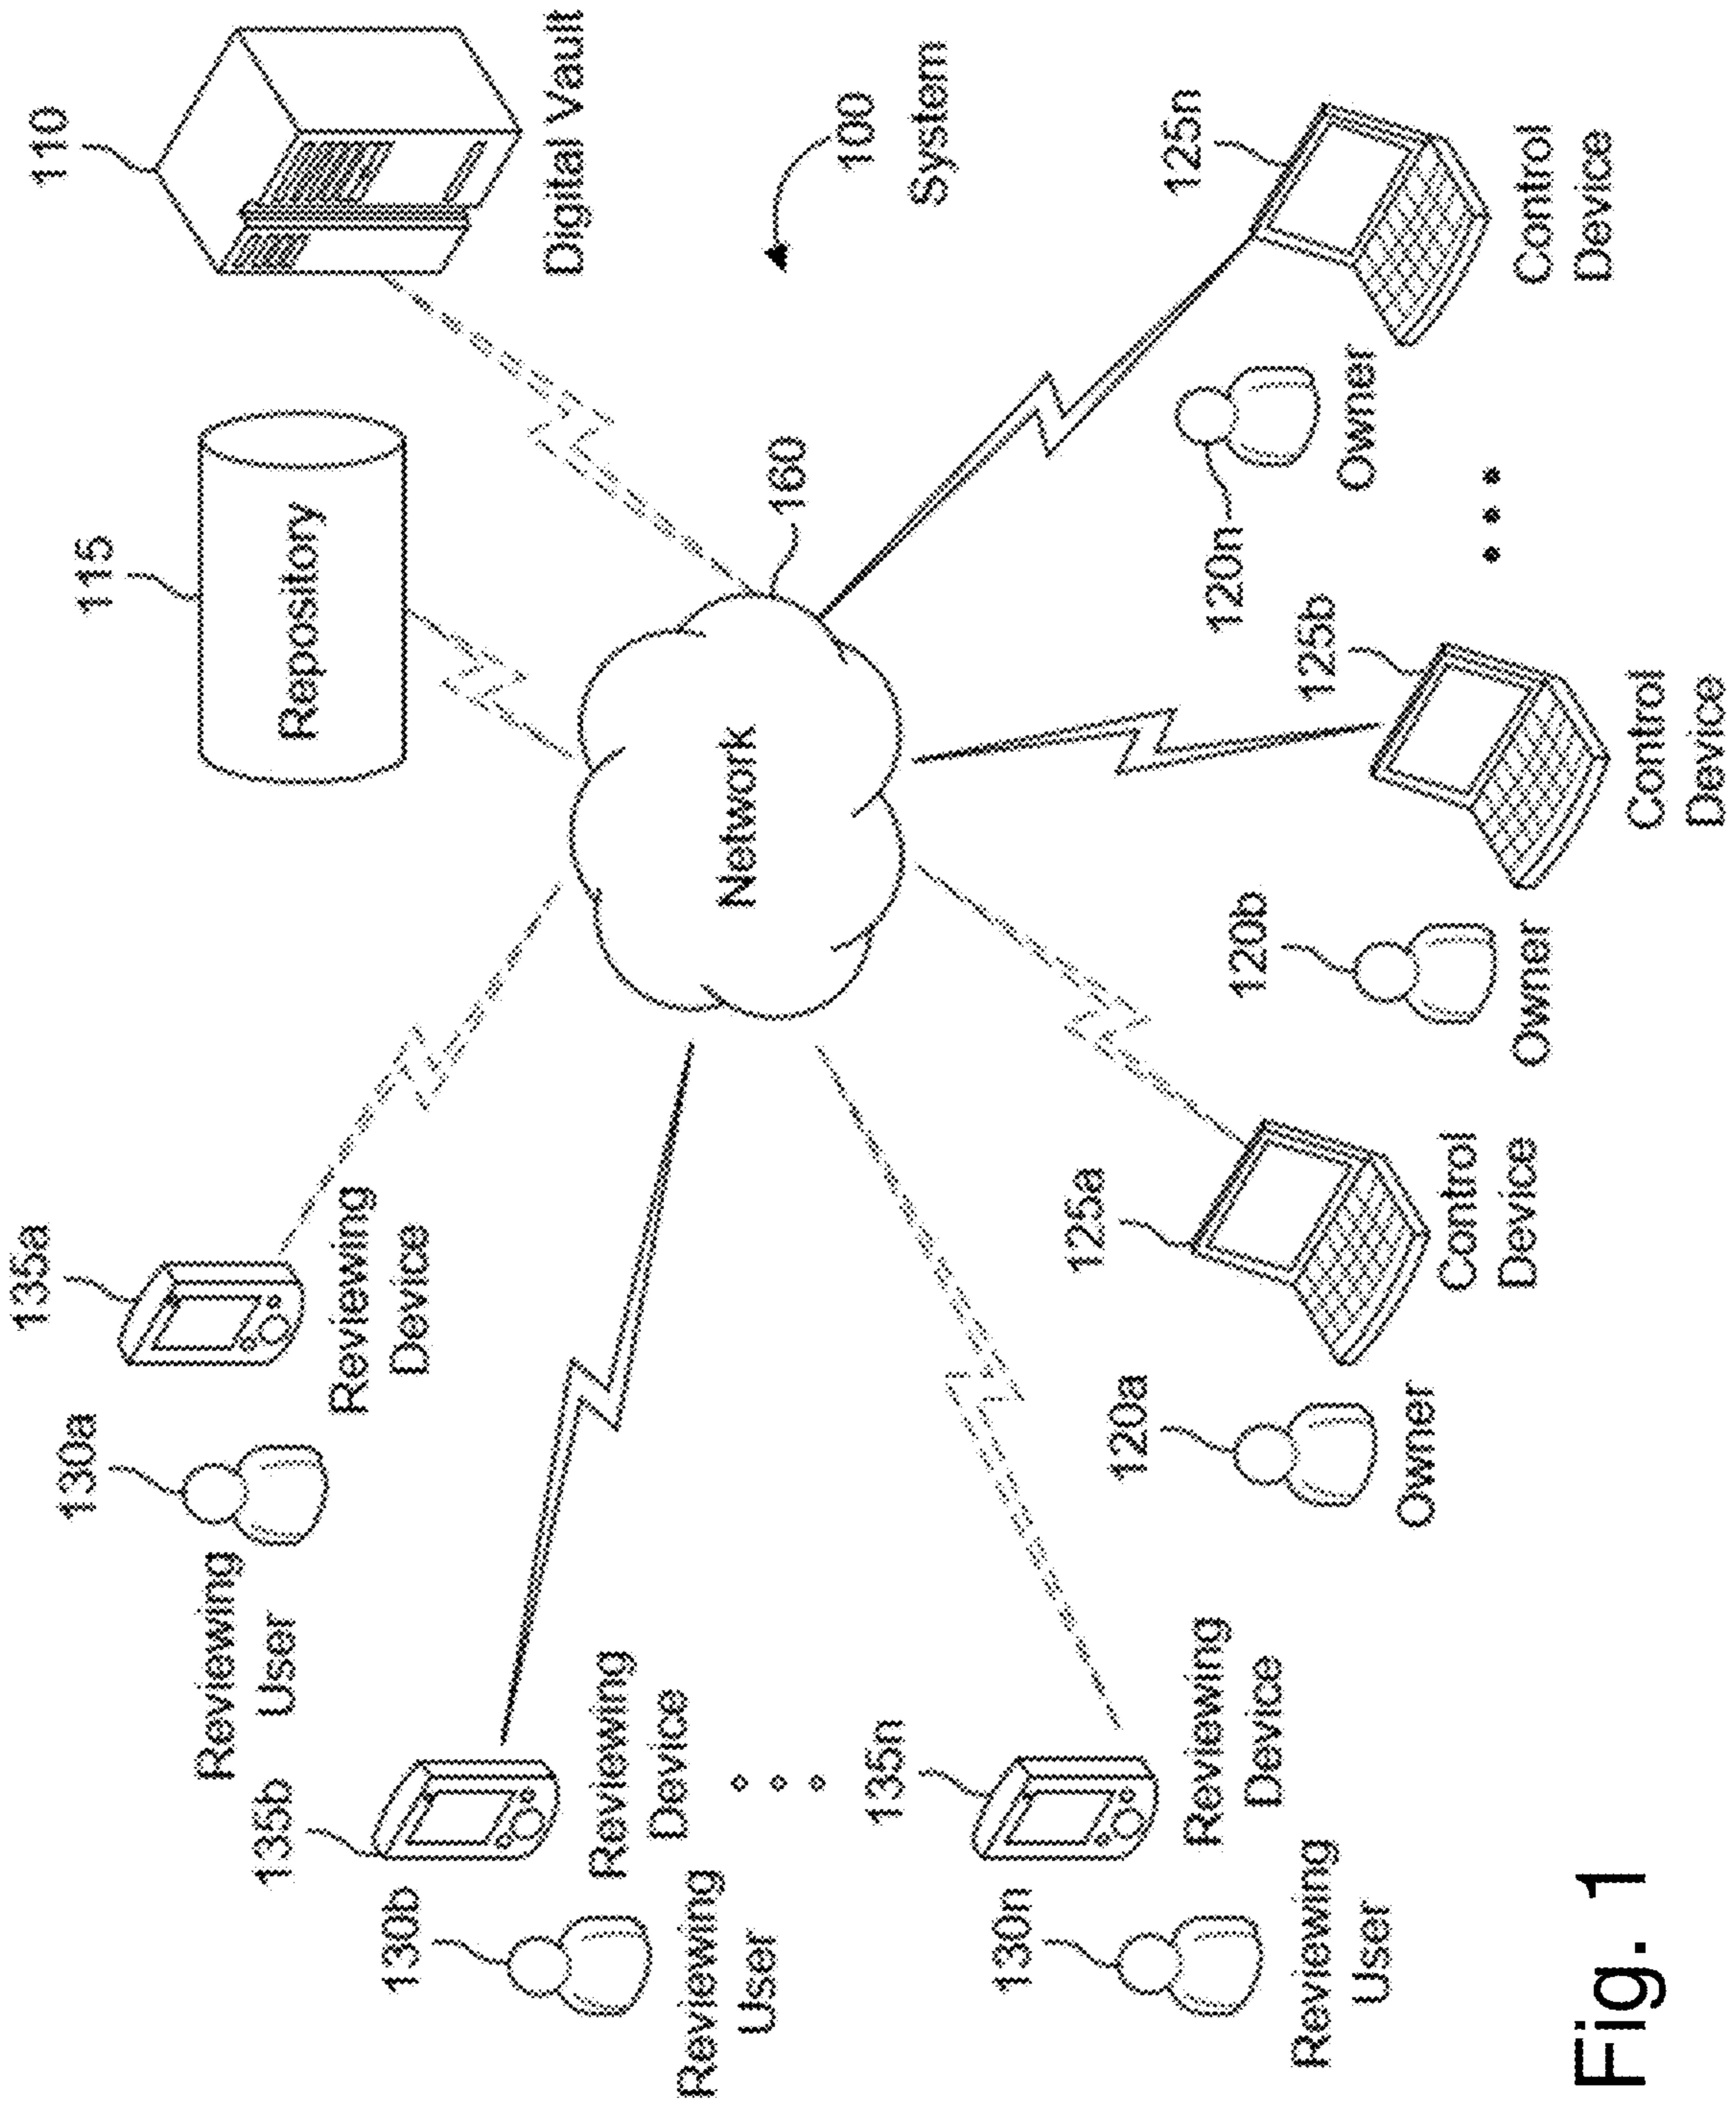 130a
Reviewing
User
135a
Reviewing
Device
115
Repository
110
Digital Vault
135b
130b
Reviewing
Device
Reviewing
User
Network
160
100
System
135n
130n
Reviewing
Device
Reviewing
User
120a
Owner
125a
Control
Device
120b
Owner
125b
Control
Device
120n
Owner
125n
Control
Device
Fig. 1